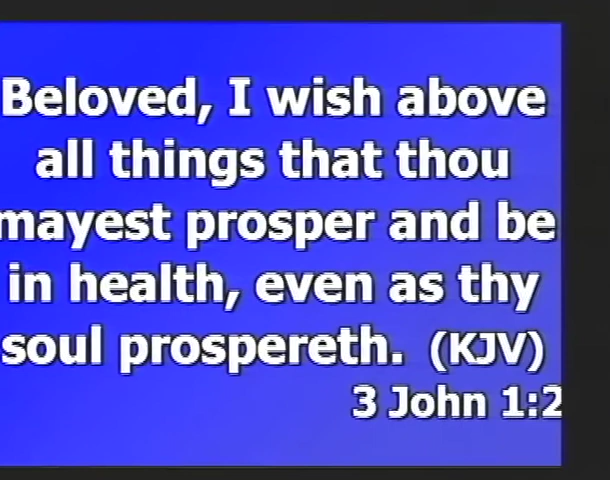 Beloved, I wish above
all things that thou
mayest prosper and be
in health, even as thy
soul prospereth. (KJV)
3 John 1:2